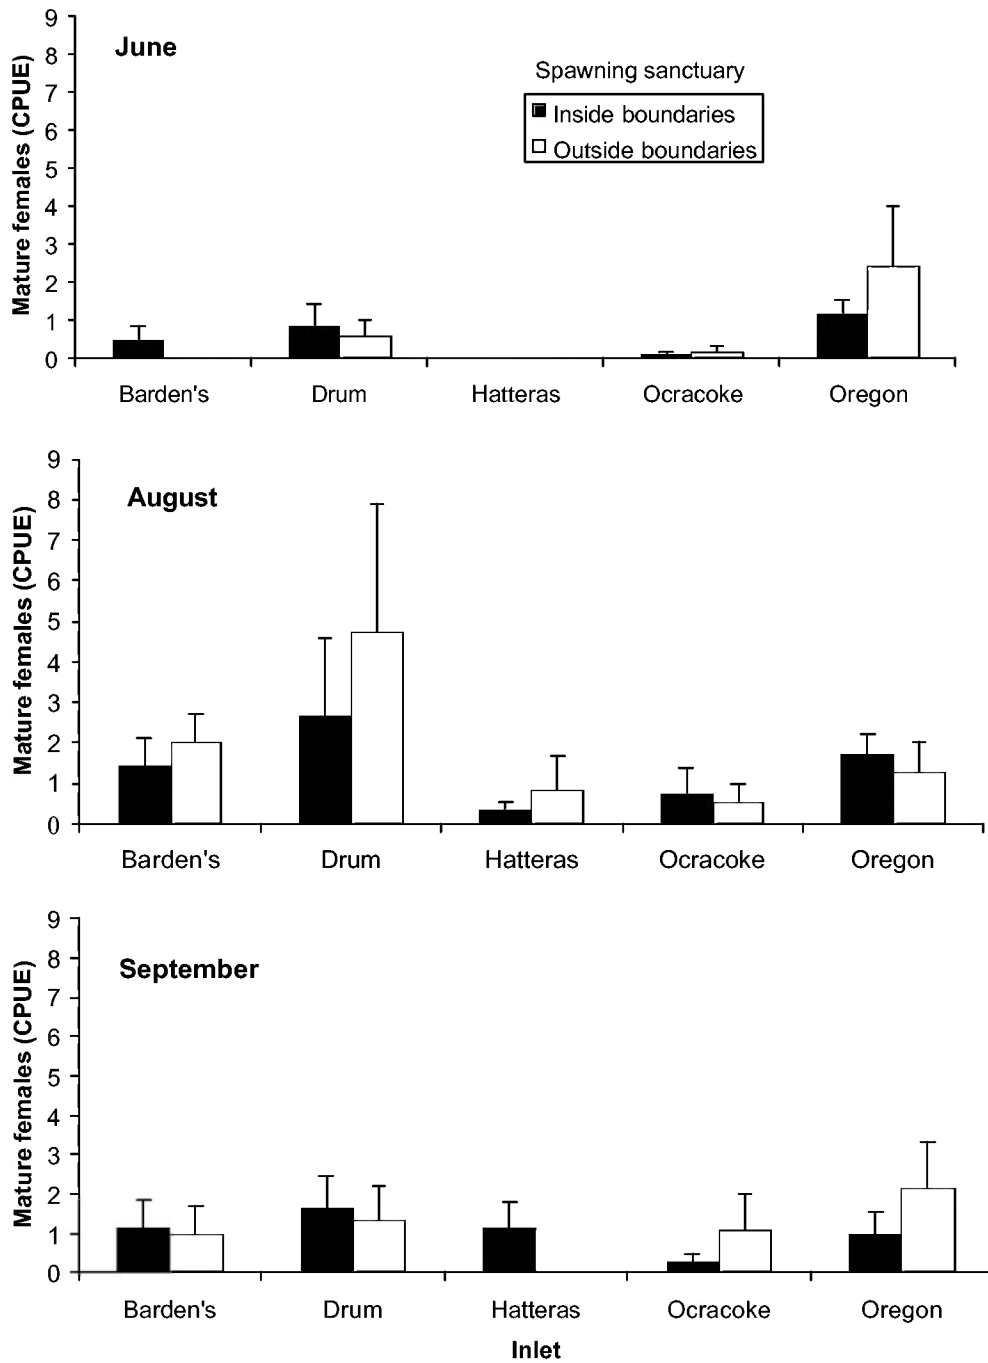 June
Spawning sanctuary
Inside boundaries
Outside boundaries
Mature females (CPUE)
9
8
7
6
5
4
3
2
1
0
Barden's Drum Hatteras Ocracoke Oregon
August
Mature females (CPUE)
9
8
7
6
5
4
3
2
1
0
Barden's Drum Hatteras Ocracoke Oregon
September
Mature females (CPUE)
9
8
7
6
5
4
3
2
1
0
Barden's Drum Hatteras Ocracoke Oregon
Inlet